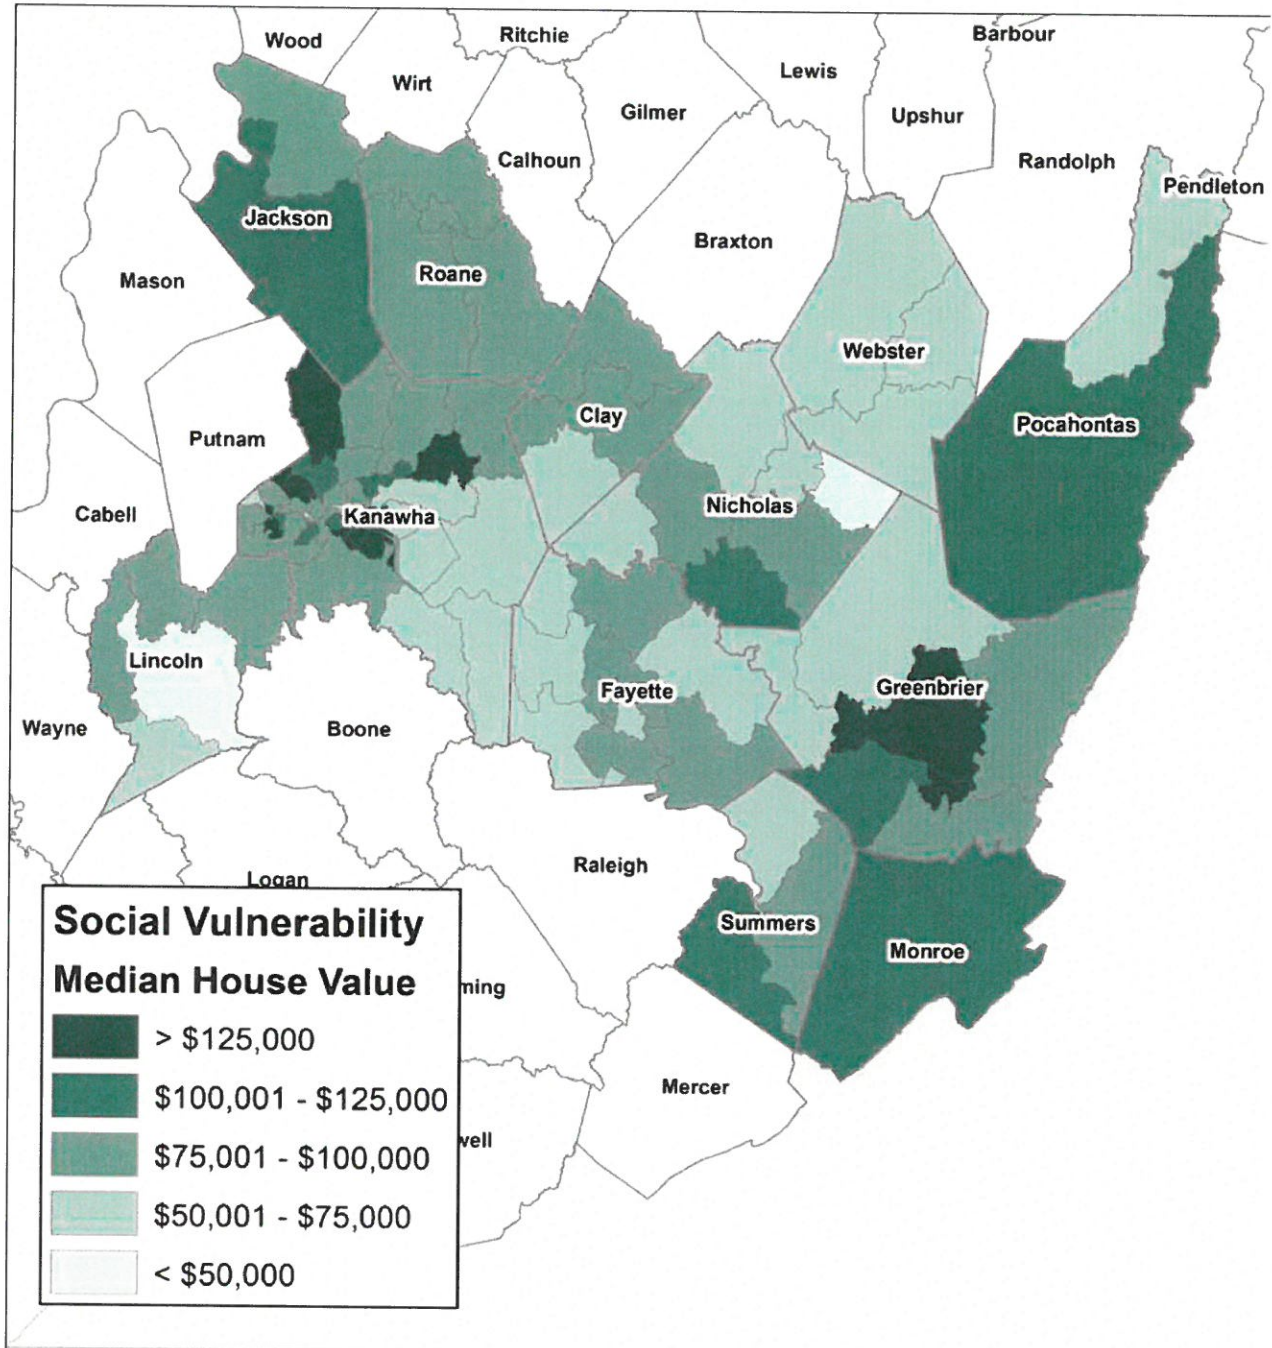 Wood
Ritchie
Barbour
Wirt
Lewis
Gilmer
Upshur
Calhoun
Randolph
Pendleton
Jackson
Braxton
Roane
Mason
Webster
Clay
Pocahontas
Putnam
Nicholas
Cabell
Kanawha
Lincoln
Greenbrier
Fayette
Wayne
Boone
Raleigh
Logan
Summers
Monroe
ming
Mercer
well
Social Vulnerability
Median House Value
> $125,000
$100,001 - $125,000
$75,001 - $100,000
$50,001 - $75,000
< $50,000